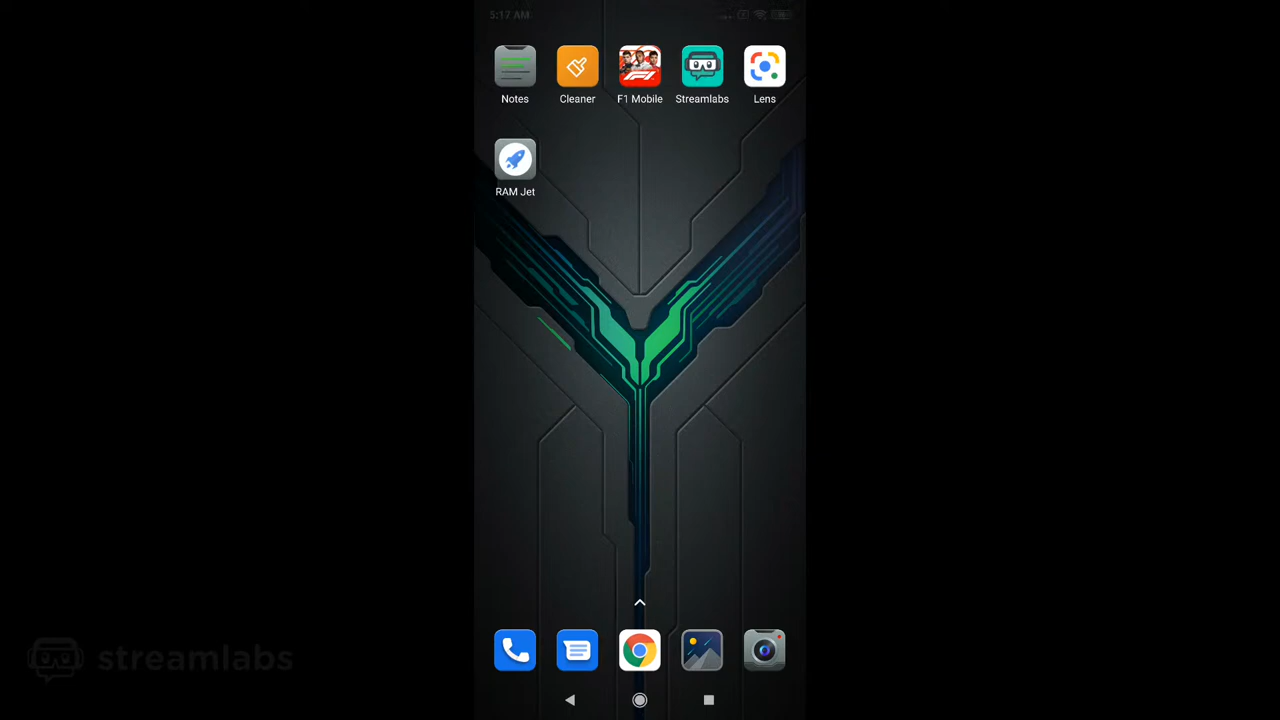 5:17 AM
Notes
Cleaner
F1 Mobile
Streamlabs
Lens
RAM Jet
streamlabs